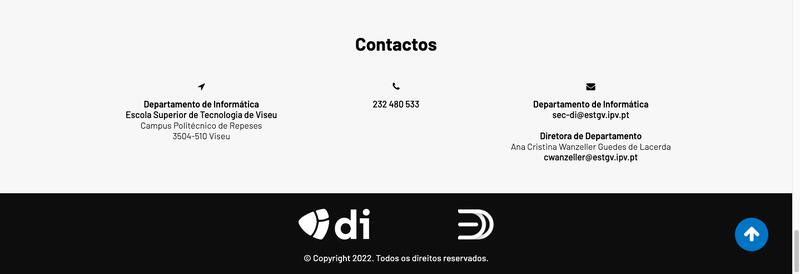 Contactos
Departamento de Informática
Escola Superior de Tecnologia de Viseu
Campus Politécnico de Repeses
3504-510 Viseu
232 480 533
Departamento de Informática
sec-di@estgv.ipv.pt
Diretora de Departamento
Ana Cristina Wanzeller Guedes de Lacerda
cwanzeller@estgv.ipv.pt
di
© Copyright 2022. Todos os direitos reservados.